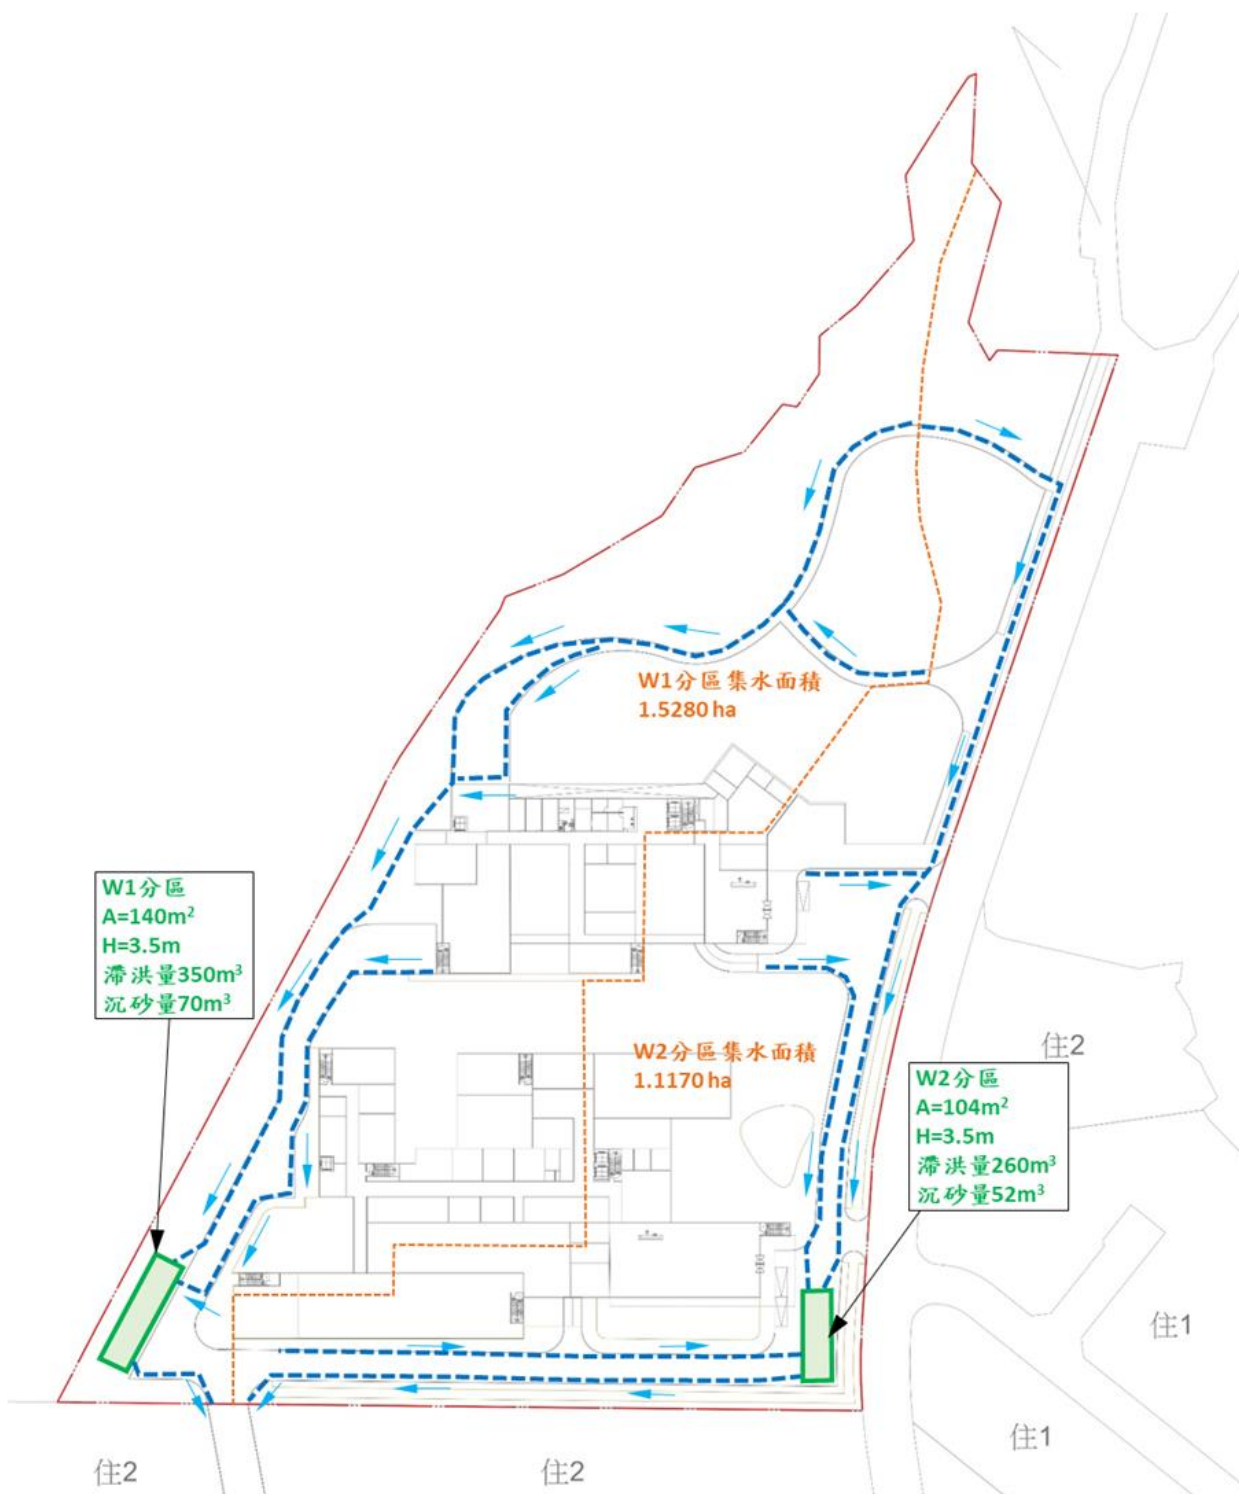 W1分區集水面積
1.5280 ha
W1分區
A=140m²
H=3.5m
滯洪量350m³
沉砂量70m³
W2分區集水面積
1.1170 ha
住2
W2分區
A=104m²
H=3.5m
滯洪量260m³
沉砂量52m³
住1
住1
住2
住2